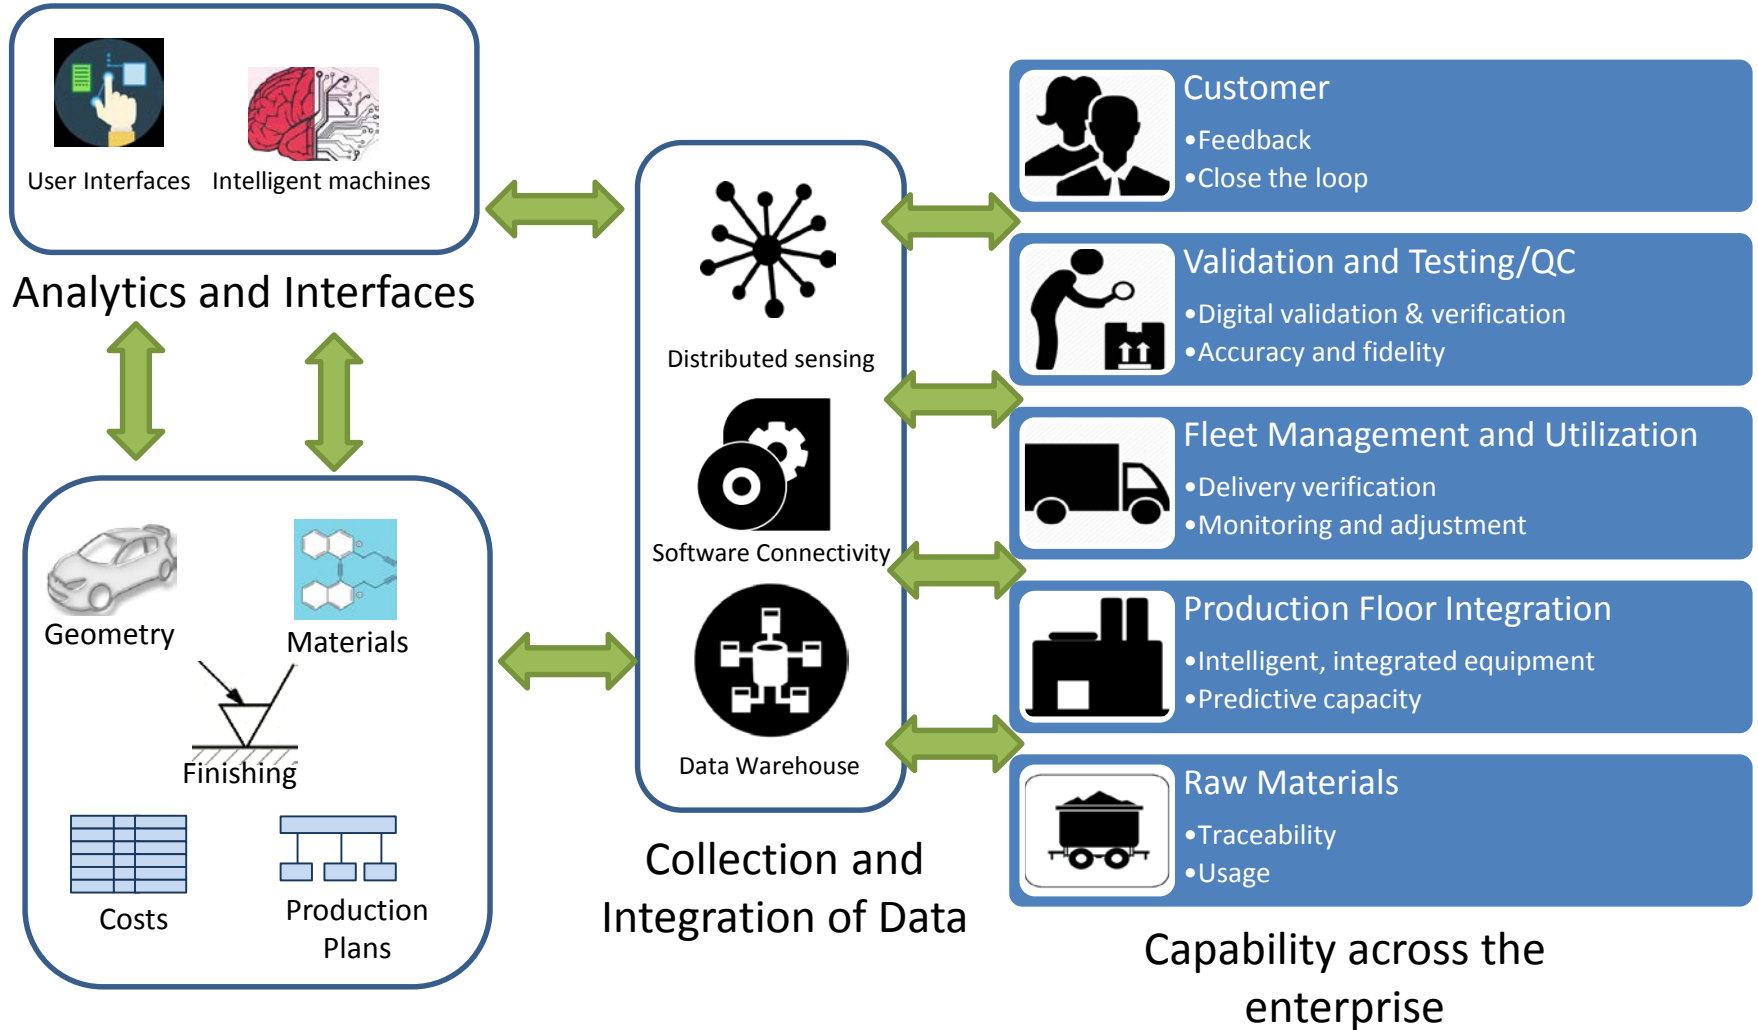 User Interfaces
Intelligent machines
Analytics and Interfaces
Geometry
Materials
Finishing
Costs
Production
Plans
Distributed sensing
Software Connectivity
Data Warehouse
Collection and
Integration of Data
Customer
•Feedback
•Close the loop
Validation and Testing/QC
•Digital validation & verification
•Accuracy and fidelity
Fleet Management and Utilization
•Delivery verification
•Monitoring and adjustment
Production Floor Integration
•Intelligent, integrated equipment
•Predictive capacity
Raw Materials
•Traceability
•Usage
Capability across the
enterprise